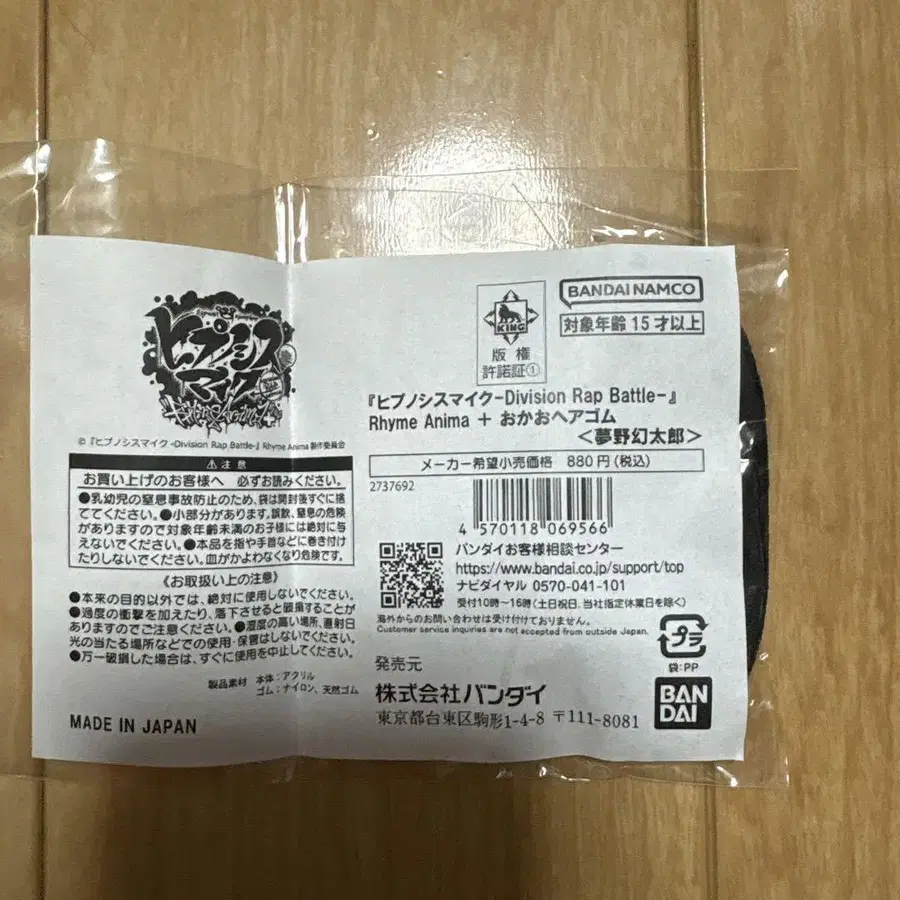 ヒプノシスマイク
Rhyme Anima
©『ヒプノシスマイク -Division Rap Battle-』Rhyme Anima 製作委員会
⚠注意
お買い上げのお客様へ 必ずお読みください。
●乳幼児の窒息事故防止のため、袋は開封後すぐに捨
ててください。●小部分があります。誤飲、窒息の危険
がありますので対象年齢未満のお子様には絶対に与
えないでください。●本品を指や手首などに巻き付け
たりしないでください。血がかよわなくなり危険です。
《お取扱い上の注意》
●本来の目的以外では、絶対に使用しないでください。
●過度の衝撃を加えたり、落下させると破損することが
ありますのでご注意ください。●湿度の高い場所、直射日
光の当たる場所などでの使用・保管はしないでください。
●万一破損した場合は、すぐに使用を中止してください。
製品素材 本体：アクリル
ゴム：ナイロン、天然ゴム
MADE IN JAPAN
KING
版権
許諾証①
BANDAI NAMCO
対象年齢 15才以上
『ヒプノシスマイク-Division Rap Battle-』
Rhyme Anima + おかおヘアゴム
＜夢野幻太郎＞
メーカー希望小売価格 880円(税込)
2737692
4 570118 069566
バンダイお客様相談センター
https://www.bandai.co.jp/support/top
ナビダイヤル 0570-041-101
受付10時〜16時(土日祝日、当社指定休業日を除く)
海外からのお問い合わせは受け付けておりません。
Customer service inquiries are not accepted from outside Japan.
プラ
袋:PP
発売元
株式会社バンダイ
東京都台東区駒形1-4-8 〒111-8081
BAN
DAI